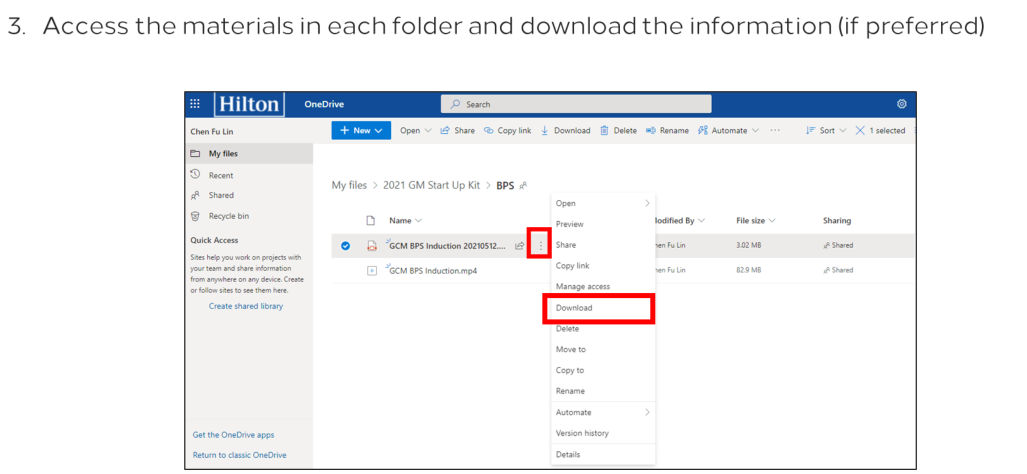 3. Access the materials in each folder and download the information (if preferred)
Hilton OneDrive Search
Chen Fu Lin
New Open Share Copy link Download Delete Rename Automate ... Sort 1 selected
My files
Recent
Shared
Recycle bin
Quick Access
Sites help you work on projects with
your team and share information
from anywhere on any device. Create
or follow sites to see them here.
Create shared library
Get the OneDrive apps
Return to classic OneDrive
My files > 2021 GM Start Up Kit > BPS
Name lodified By File size Sharing
GCM BPS Induction 20210512.... hen Fu Lin 3.02 MB Shared
GCM BPS Induction.mp4 hen Fu Lin 82.9 MB Shared
Open
Preview
Share
Copy link
Manage access
Download
Delete
Move to
Copy to
Rename
Automate
Version history
Details